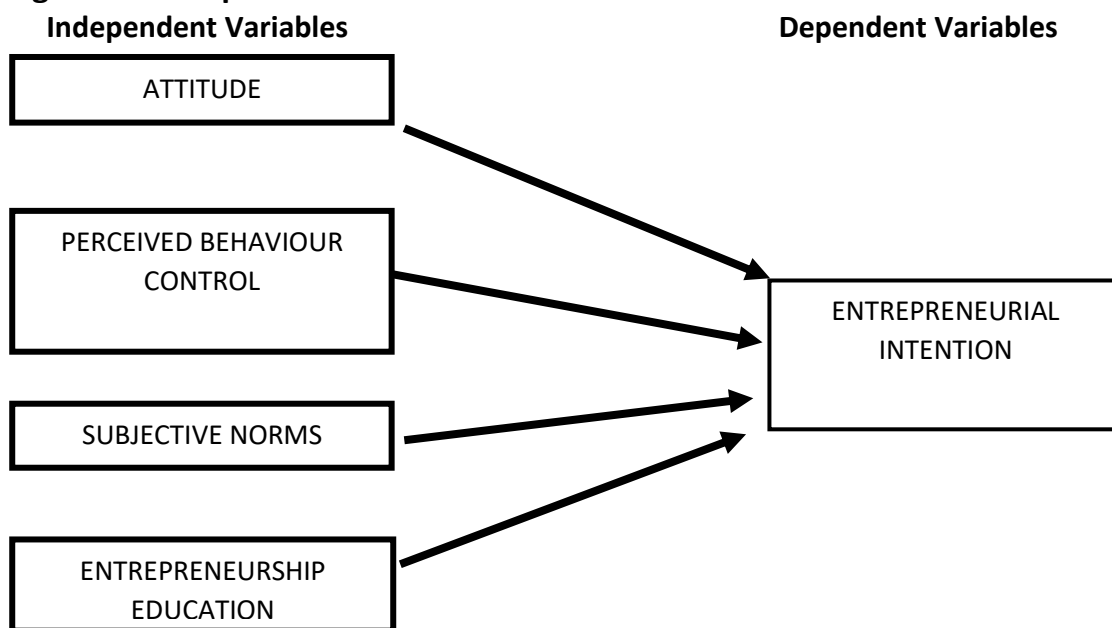 Independent Variables
Dependent Variables
ATTITUDE
PERCEIVED BEHAVIOUR
CONTROL
ENTREPRENEURIAL
INTENTION
SUBJECTIVE NORMS
ENTREPRENEURSHIP
EDUCATION